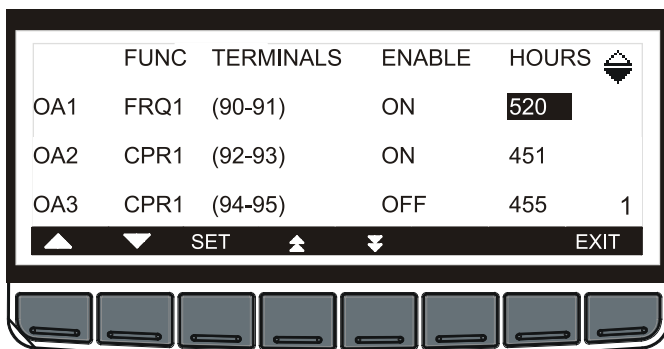 FUNC TERMINALS ENABLE HOURS
OA1 FRQ1 (90-91) ON 520
OA2 CPR1 (92-93) ON 451
OA3 CPR1 (94-95) OFF 455 1
SET EXIT